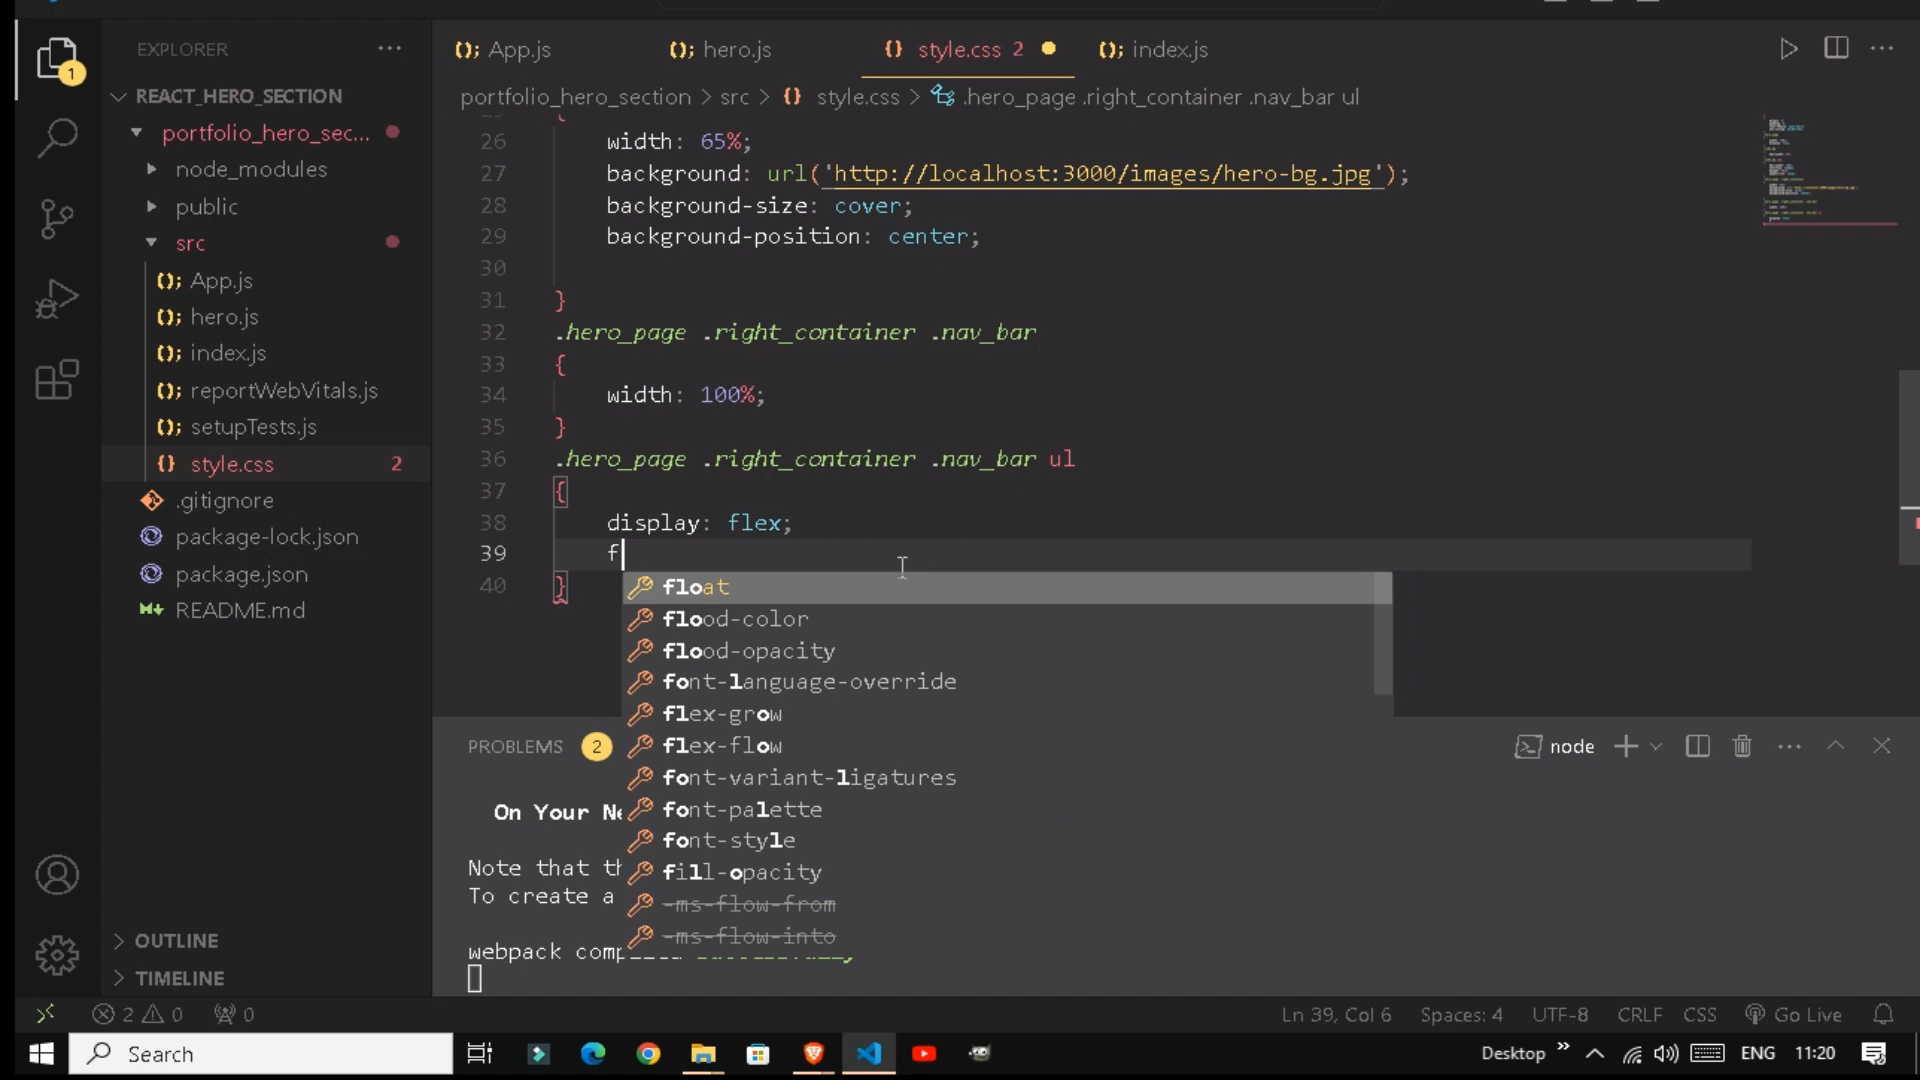 EXPLORER
REACT_HERO_SECTION
portfolio_hero_sec...
node_modules
public
src
App.js
hero.js
index.js
reportWebVitals.js
setupTests.js
style.css 2
.gitignore
package-lock.json
package.json
README.md
OUTLINE
TIMELINE
1
App.js
hero.js
style.css 2
index.js
portfolio_hero_section > src > {} style.css > .hero_page .right_container .nav_bar ul
26 width: 65%;
27 background: url('http://localhost:3000/images/hero-bg.jpg');
28 background-size: cover;
29 background-position: center;
30
31 }
32 .hero_page .right_container .nav_bar
33 {
34 width: 100%;
35 }
36 .hero_page .right_container .nav_bar ul
37 {
38 display: flex;
39 f
40 }
float
flood-color
flood-opacity
font-language-override
flex-grow
flex-flow
font-variant-ligatures
font-palette
font-style
fill-opacity
-ms-flow-from
-ms-flow-into
PROBLEMS 2
node
On Your Ne
Note that th
To create a
webpack comp
2 0 0
Ln 39, Col 6 Spaces: 4 UTF-8 CRLF CSS Go Live
Search
Desktop » ENG 11:20